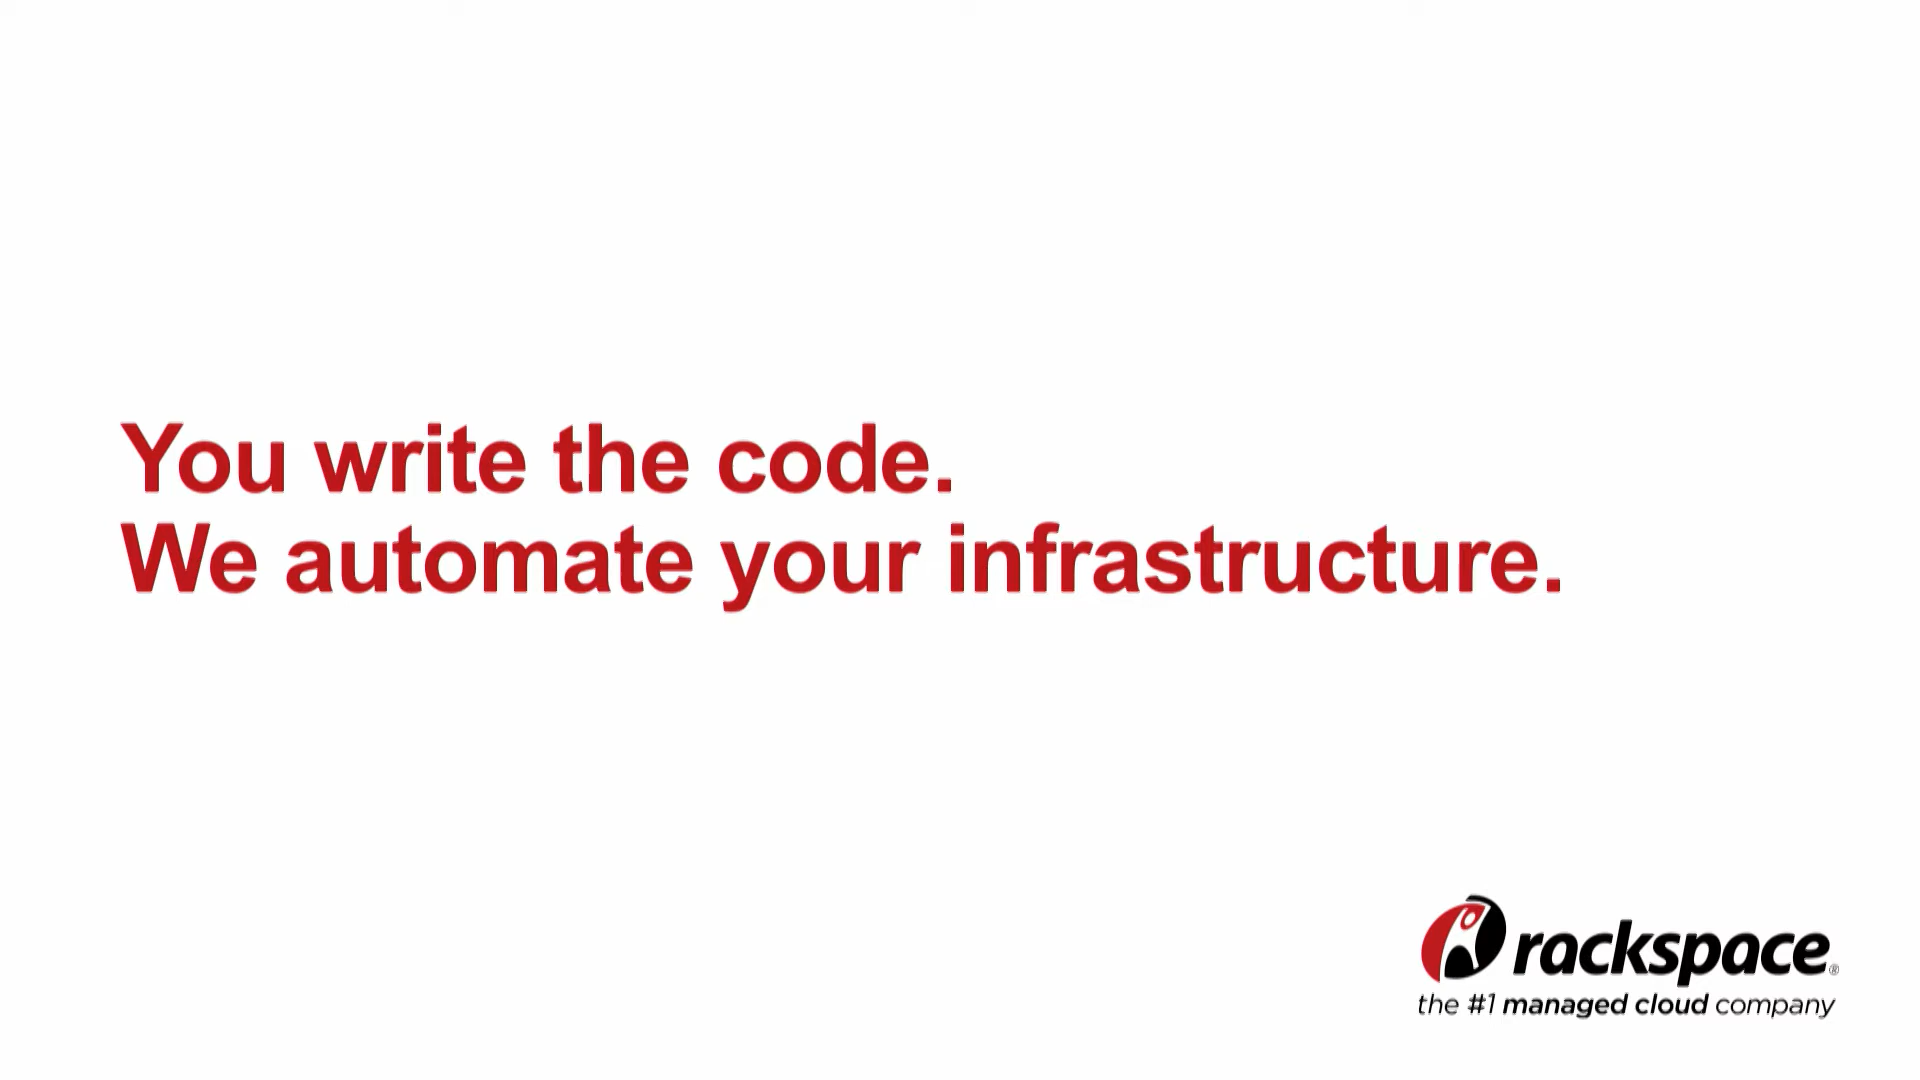 You write the code.
We automate your infrastructure.
rackspace®
the #1 managed cloud company